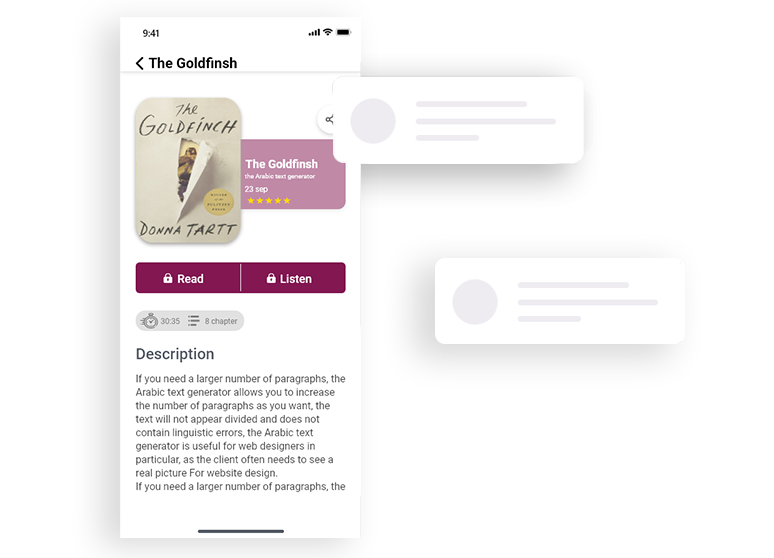 9:41
The Goldfinsh
The
GOLDFINCH
WINNER
OF THE
PULITZER
PRIZE
DONNA TARTT
The Goldfinsh
the Arabic text generator
23 sep
Read
Listen
30:35
8 chapter
Description
If you need a larger number of paragraphs, the
Arabic text generator allows you to increase
the number of paragraphs as you want, the
text will not appear divided and does not
contain linguistic errors, the Arabic text
generator is useful for web designers in
particular, as the client often needs to see a
real picture For website design.
If you need a larger number of paragraphs, the